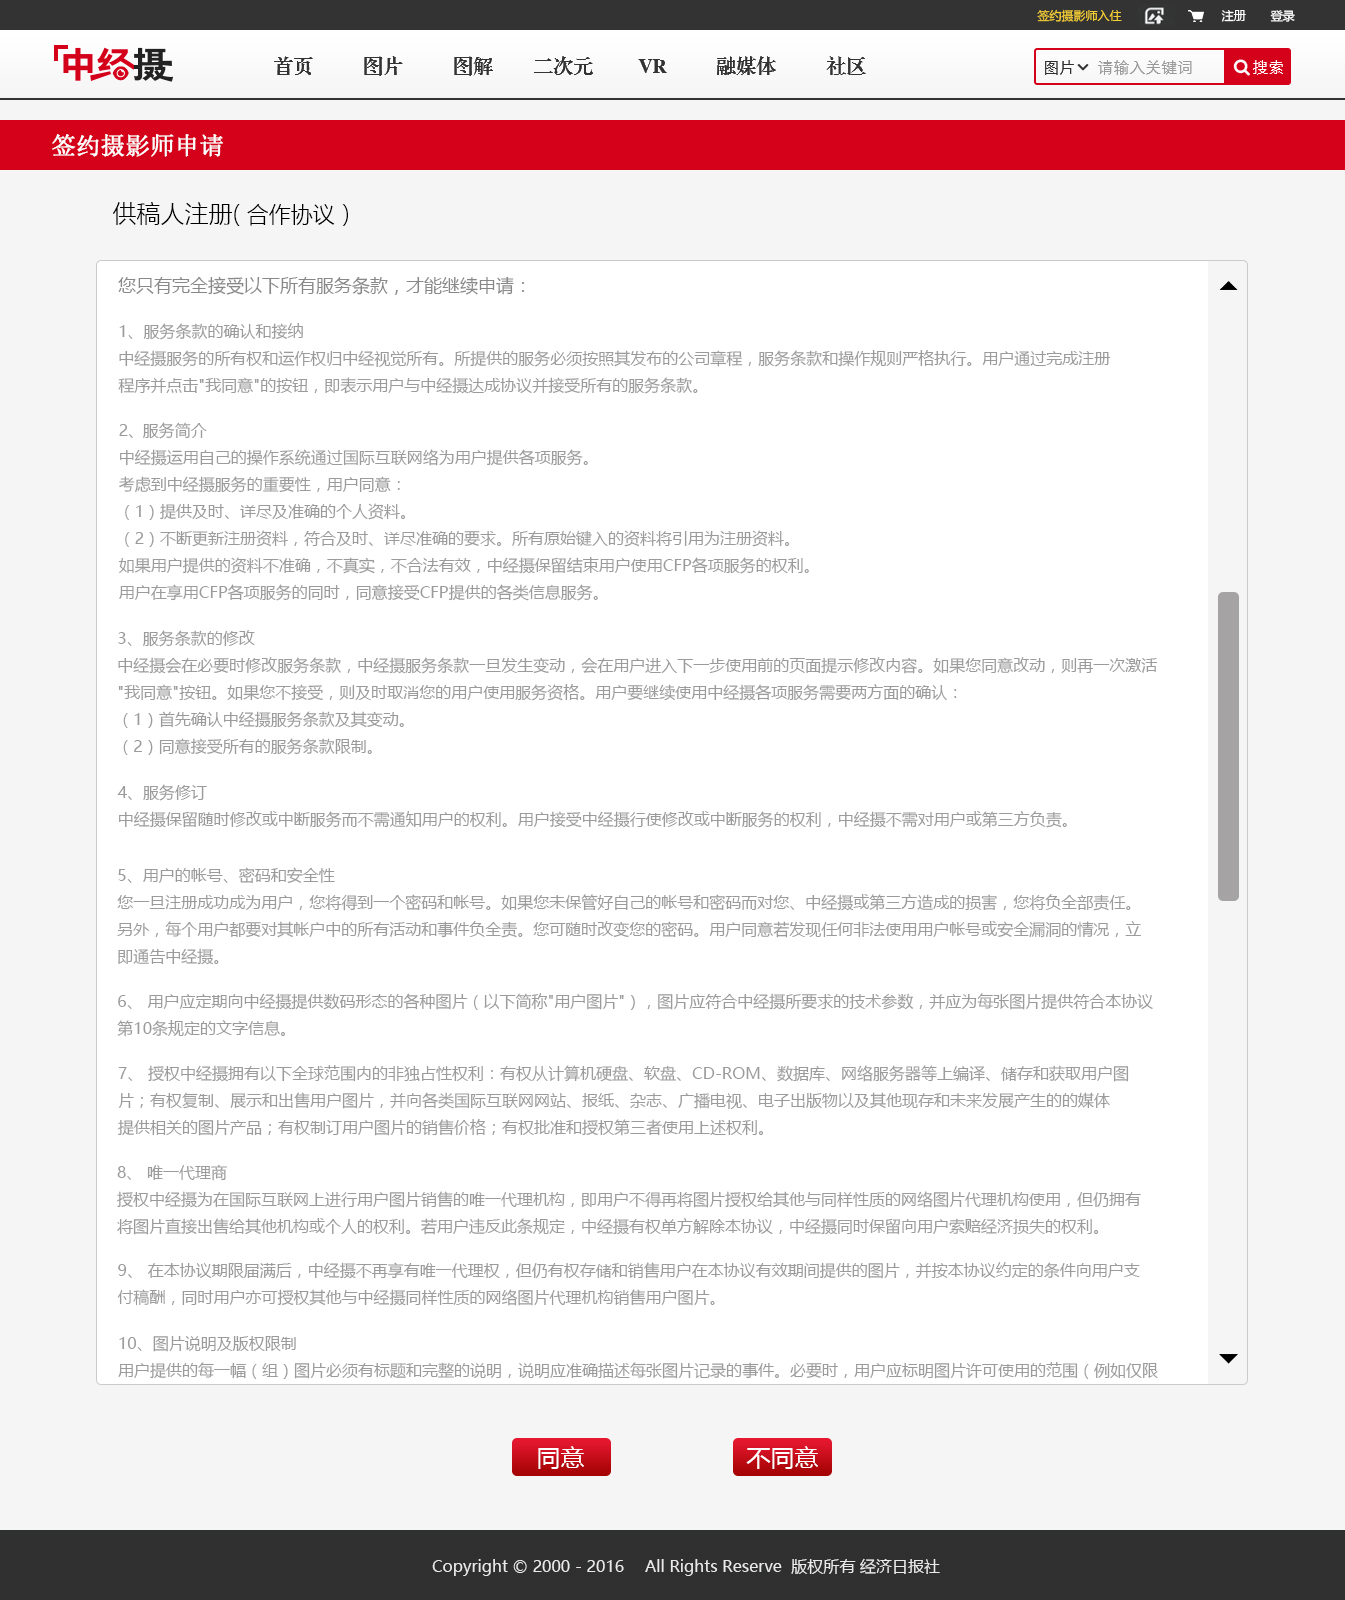 签约摄影师入住 注册 登录
中经摄 首页 图片 图解 二次元 VR 融媒体 社区 图片 请输入关键词 搜索
签约摄影师申请
供稿人注册( 合作协议 )
您只有完全接受以下所有服务条款，才能继续申请：
1、服务条款的确认和接纳
中经摄服务的所有权和运作权归中经视觉所有。所提供的服务必须按照其发布的公司章程，服务条款和操作规则严格执行。用户通过完成注册
程序并点击"我同意"的按钮，即表示用户与中经摄达成协议并接受所有的服务条款。
2、服务简介
中经摄运用自己的操作系统通过国际互联网络为用户提供各项服务。
考虑到中经摄服务的重要性，用户同意：
（1）提供及时、详尽及准确的个人资料。
（2）不断更新注册资料，符合及时、详尽准确的要求。所有原始键入的资料将引用为注册资料。
如果用户提供的资料不准确，不真实，不合法有效，中经摄保留结束用户使用CFP各项服务的权利。
用户在享用CFP各项服务的同时，同意接受CFP提供的各类信息服务。
3、服务条款的修改
中经摄会在必要时修改服务条款，中经摄服务条款一旦发生变动，会在用户进入下一步使用前的页面提示修改内容。如果您同意改动，则再一次激活
"我同意"按钮。如果您不接受，则及时取消您的用户使用服务资格。用户要继续使用中经摄各项服务需要两方面的确认：
（1）首先确认中经摄服务条款及其变动。
（2）同意接受所有的服务条款限制。
4、服务修订
中经摄保留随时修改或中断服务而不需通知用户的权利。用户接受中经摄行使修改或中断服务的权利，中经摄不需对用户或第三方负责。
5、用户的帐号、密码和安全性
您一旦注册成功成为用户，您将得到一个密码和帐号。如果您未保管好自己的帐号和密码而对您、中经摄或第三方造成的损害，您将负全部责任。
另外，每个用户都要对其帐户中的所有活动和事件负全责。您可随时改变您的密码。用户同意若发现任何非法使用用户帐号或安全漏洞的情况，立
即通告中经摄。
6、 用户应定期向中经摄提供数码形态的各种图片（以下简称"用户图片"），图片应符合中经摄所要求的技术参数，并应为每张图片提供符合本协议
第10条规定的文字信息。
7、 授权中经摄拥有以下全球范围内的非独占性权利：有权从计算机硬盘、软盘、CD-ROM、数据库、网络服务器等上编译、储存和获取用户图
片；有权复制、展示和出售用户图片，并向各类国际互联网网站、报纸、杂志、广播电视、电子出版物以及其他现存和未来发展产生的的媒体
提供相关的图片产品；有权制订用户图片的销售价格；有权批准和授权第三者使用上述权利。
8、 唯一代理商
授权中经摄为在国际互联网上进行用户图片销售的唯一代理机构，即用户不得再将图片授权给其他与同样性质的网络图片代理机构使用，但仍拥有
将图片直接出售给其他机构或个人的权利。若用户违反此条规定，中经摄有权单方解除本协议，中经摄同时保留向用户索赔经济损失的权利。
9、 在本协议期限届满后，中经摄不再享有唯一代理权，但仍有权存储和销售用户在本协议有效期间提供的图片，并按本协议约定的条件向用户支
付稿酬，同时用户亦可授权其他与中经摄同样性质的网络图片代理机构销售用户图片。
10、图片说明及版权限制
用户提供的每一幅（组）图片必须有标题和完整的说明，说明应准确描述每张图片记录的事件。必要时，用户应标明图片许可使用的范围（例如仅限
同意 不同意
Copyright © 2000 - 2016 All Rights Reserve 版权所有 经济日报社